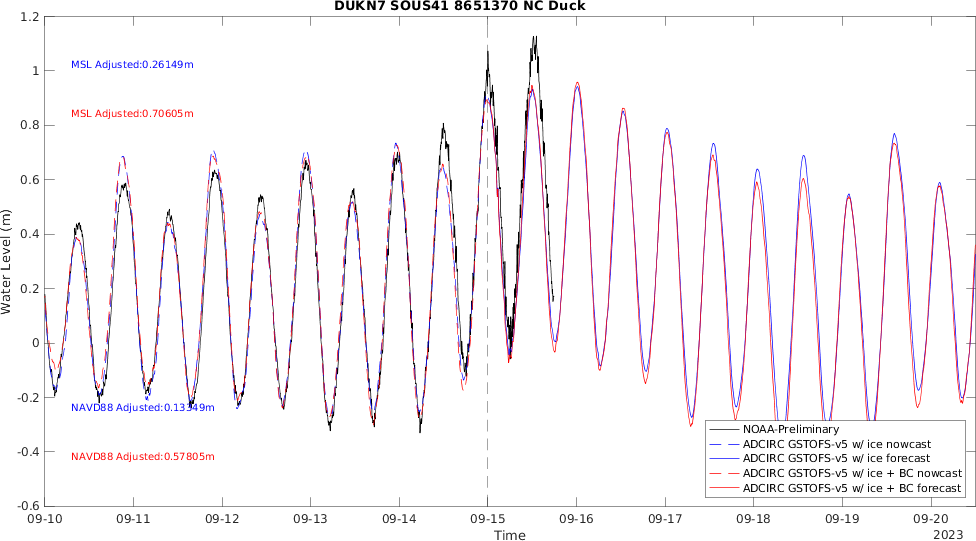 DUKN7 SOUS41 8651370 NC Duck
1.2
1
0.8
0.6
0.4
0.2
0
-0.2
-0.4
-0.6
Water Level (m)
MSL Adjusted:0.26149m
MSL Adjusted:0.70605m
NAVD88 Adjusted:0.13349m
NAVD88 Adjusted:0.57805m
NOAA-Preliminary
ADCIRC GSTOFS-v5 w/ ice nowcast
ADCIRC GSTOFS-v5 w/ ice forecast
ADCIRC GSTOFS-v5 w/ ice + BC nowcast
ADCIRC GSTOFS-v5 w/ ice + BC forecast
09-10 09-11 09-12 09-13 09-14 09-15 09-16 09-17 09-18 09-19 09-20
Time
2023